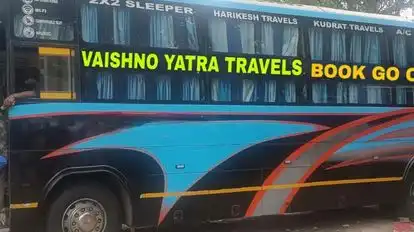 2X2 SLEEPER HARIKESH TRAVELS KUDRAT TRAVELS A/C
VAISHNO YATRA TRAVELS BOOK GO